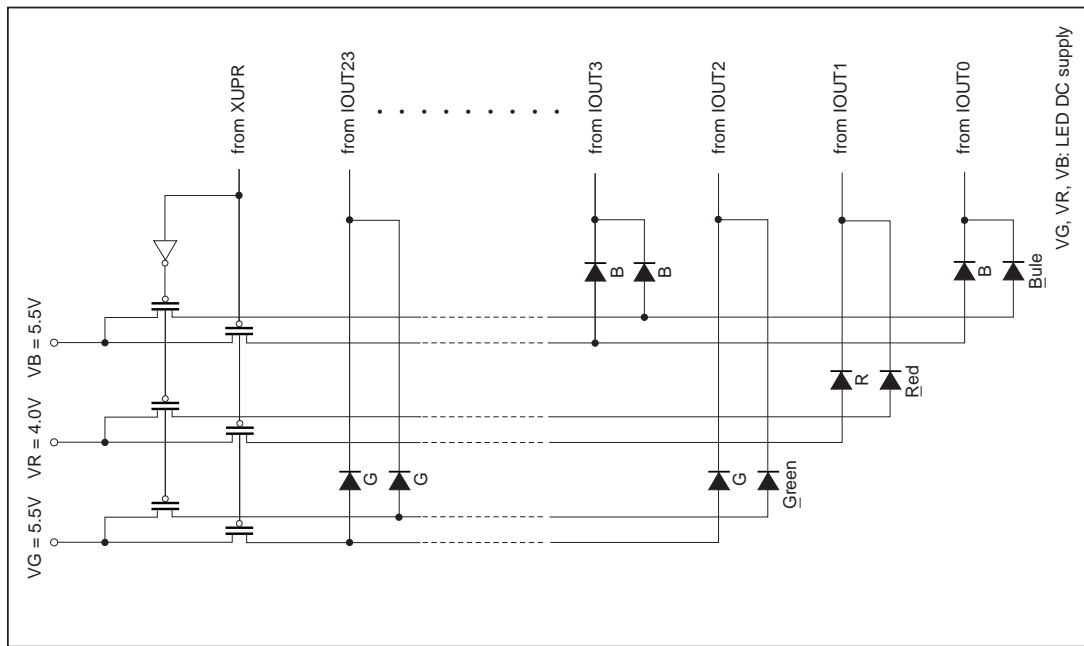 VG = 5.5V
VR = 4.0V
VB = 5.5V
from XUPR
from IOUT23
from IOUT3
from IOUT2
from IOUT1
from IOUT0
G
G
B
B
G
Green
R
Red
B
Bule
VG, VR, VB: LED DC supply